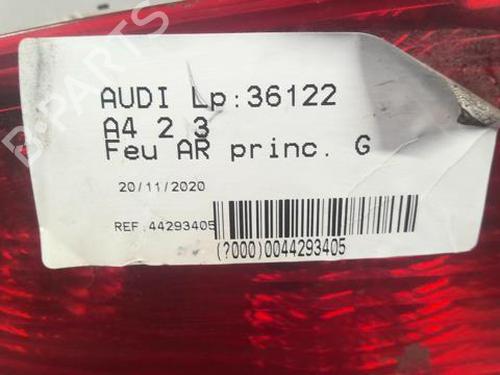 AUDI Lp:36122
A4 2 3
Feu AR princ. G
20/11/2020
REF.44293405
(?000)0044293405
B-PARTS